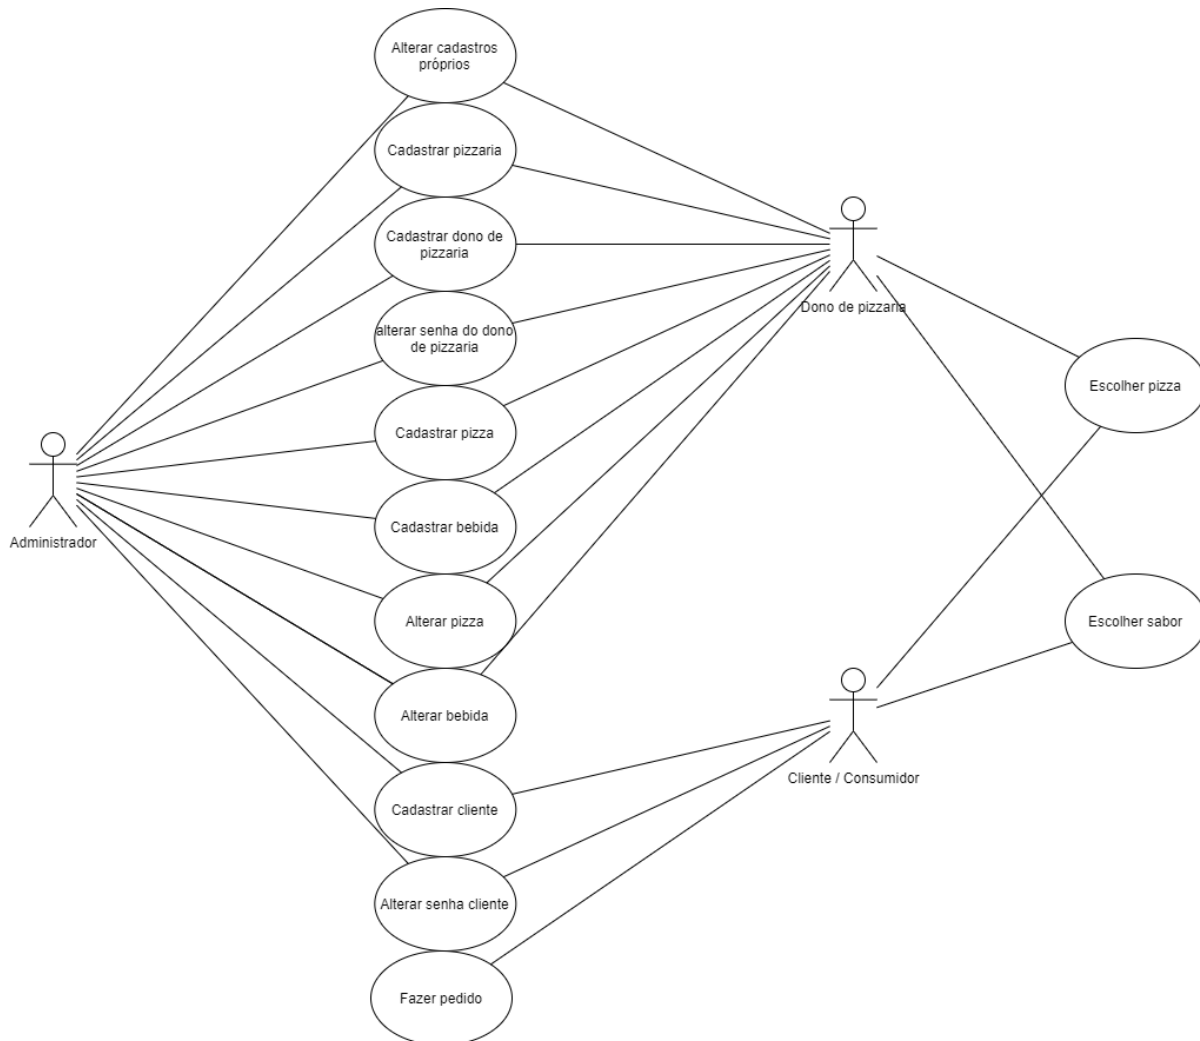 Alterar cadastros
próprios
Cadastrar pizzaria
Cadastrar dono de
pizzaria
alterar senha do dono
de pizzaria
Dono de pizzaria
Escolher pizza
Cadastrar pizza
Administrador
Cadastrar bebida
Alterar pizza
Escolher sabor
Alterar bebida
Cliente / Consumidor
Cadastrar cliente
Alterar senha cliente
Fazer pedido